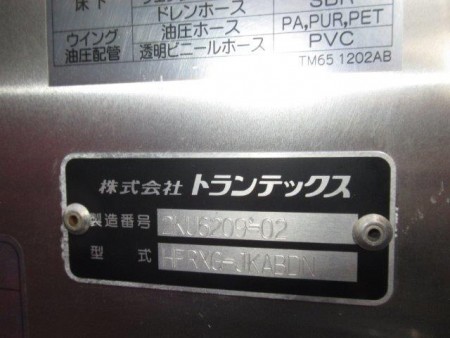 床下
ドレンホース SBR
油圧ホース PA,PUR,PET
ウイング
油圧配管 透明ビニールホース PVC
TM65 1202AB
株式会社 トランテックス
製造番号 CKU6209-02
型式